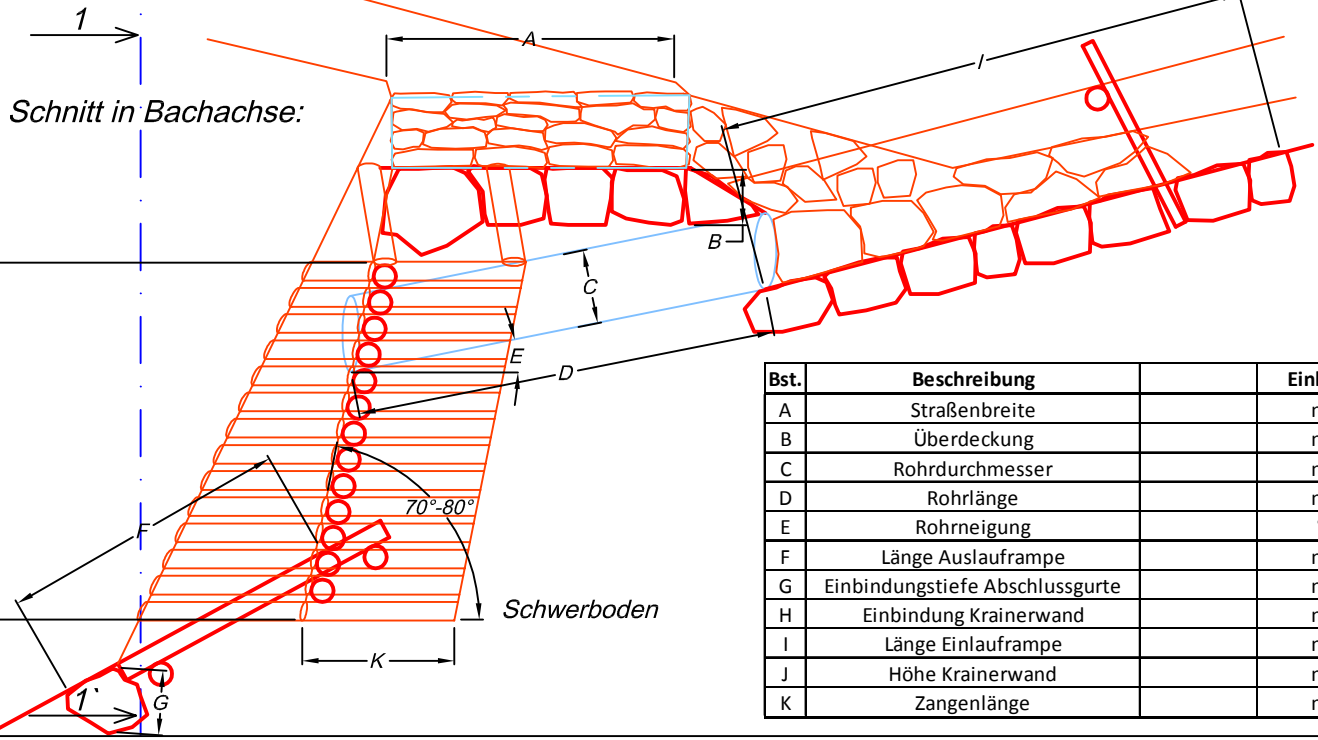 1
A
I
Schnitt in Bachachse:
B
C
E
D
70°-80°
F
Schwerboden
K
G
1`
Bst. Beschreibung
A Straßenbreite
B Überdeckung
C Rohrdurchmesser
D Rohrlänge
E Rohrneigung
F Länge Auslauframpe
G Einbindungstiefe Abschlussgurte
H Einbindung Krainerwand
I Länge Einlauframpe
J Höhe Krainerwand
K Zangenlänge